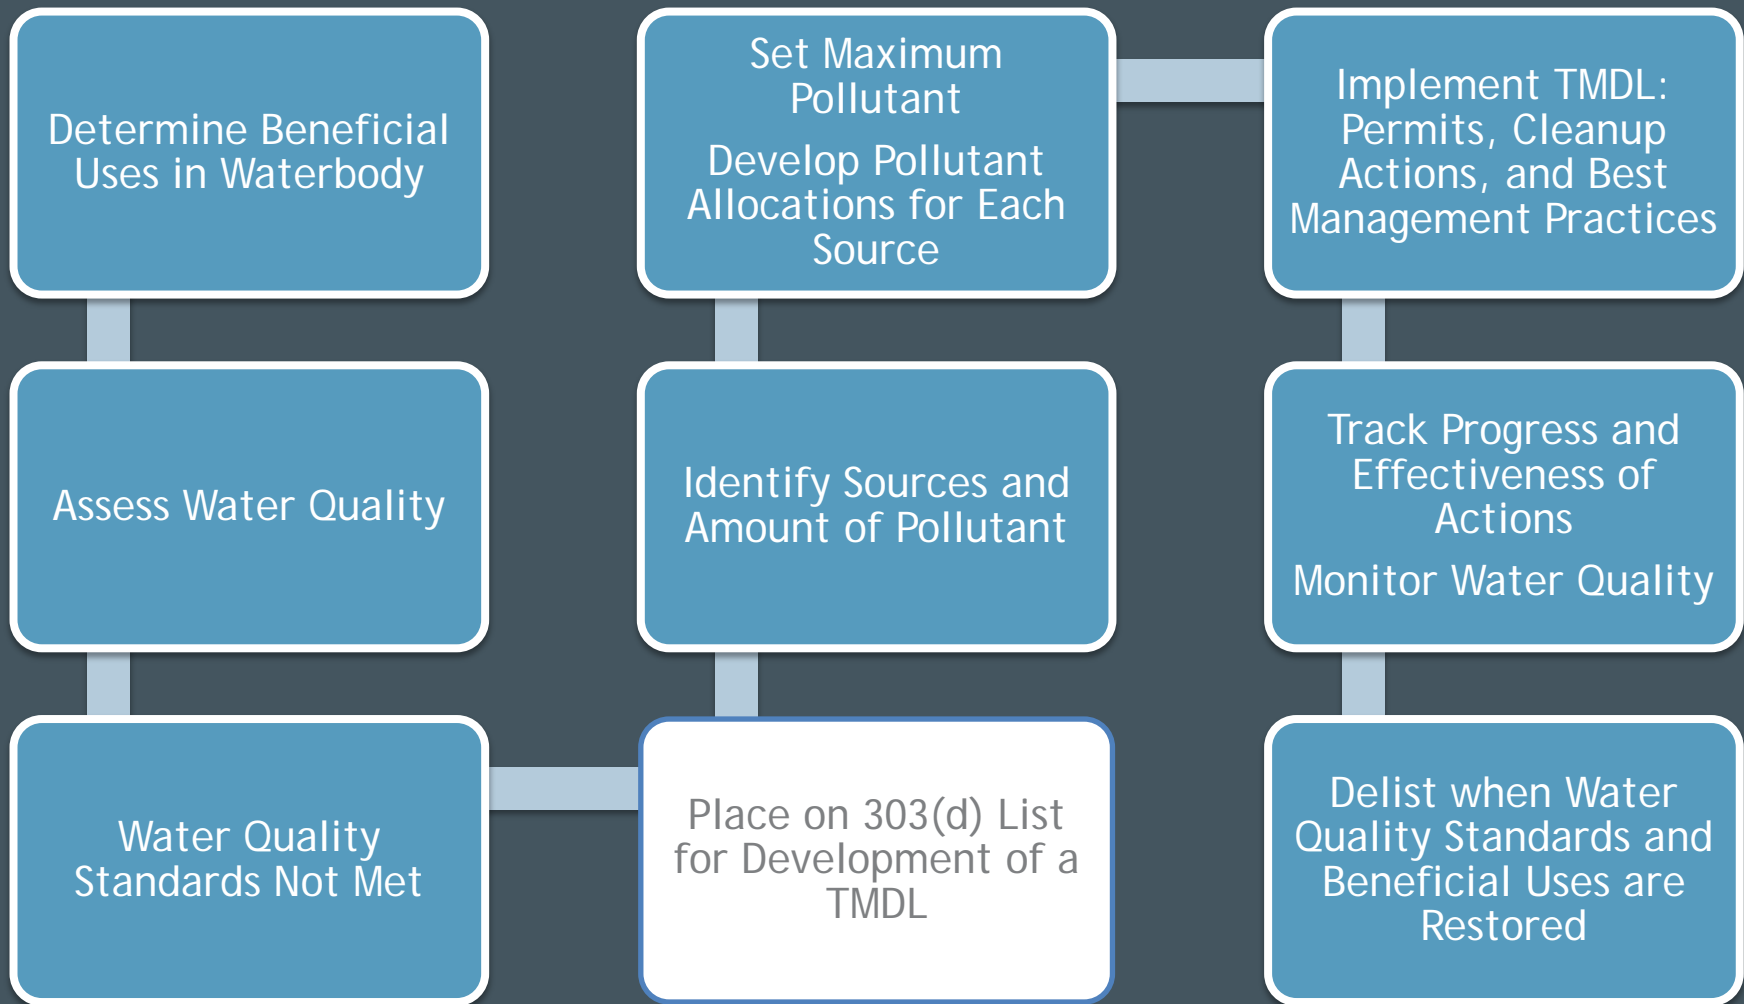 Determine Beneficial
Uses in Waterbody
Assess Water Quality
Water Quality
Standards Not Met
Place on 303(d) List
for Development of a
TMDL
Identify Sources and
Amount of Pollutant
Set Maximum
Pollutant
Develop Pollutant
Allocations for Each
Source
Implement TMDL:
Permits, Cleanup
Actions, and Best
Management Practices
Track Progress and
Effectiveness of
Actions
Monitor Water Quality
Delist when Water
Quality Standards and
Beneficial Uses are
Restored